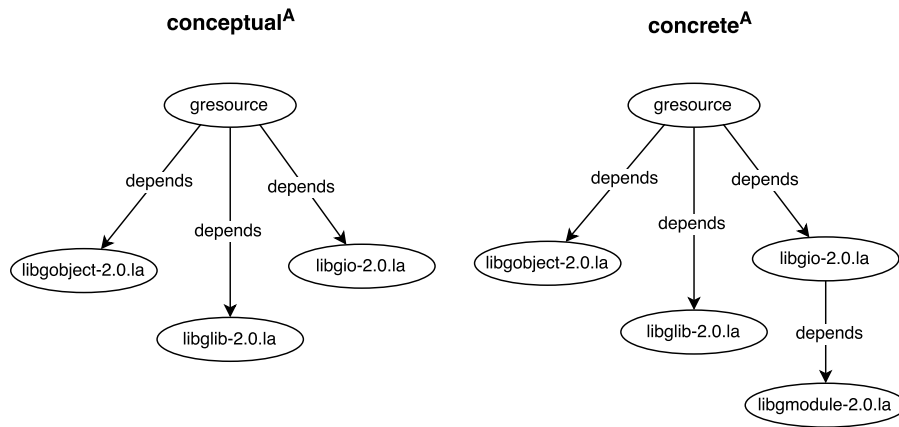 conceptual^A
gresource
depends
depends
depends
libgobject-2.0.la
libgio-2.0.la
libglib-2.0.la
concrete^A
gresource
depends
depends
depends
libgobject-2.0.la
libgio-2.0.la
libglib-2.0.la
depends
libgmodule-2.0.la